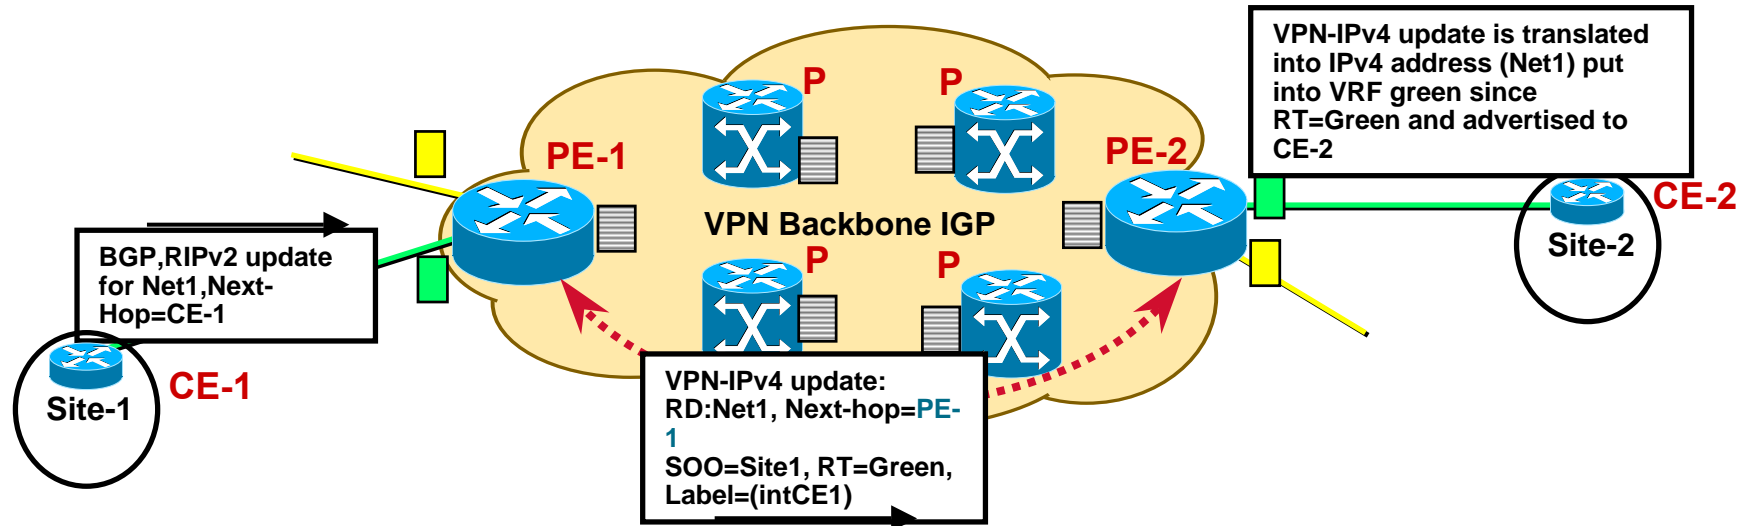 VPN-IPv4 update is translated
into IPv4 address (Net1) put
into VRF green since
RT=Green and advertised to
CE-2
P
P
PE-1
PE-2
CE-2
VPN Backbone IGP
Site-2
BGP,RIPv2 update
for Net1,Next-
Hop=CE-1
P
P
CE-1
Site-1
VPN-IPv4 update:
RD:Net1, Next-hop=PE-
1
SOO=Site1, RT=Green,
Label=(intCE1)